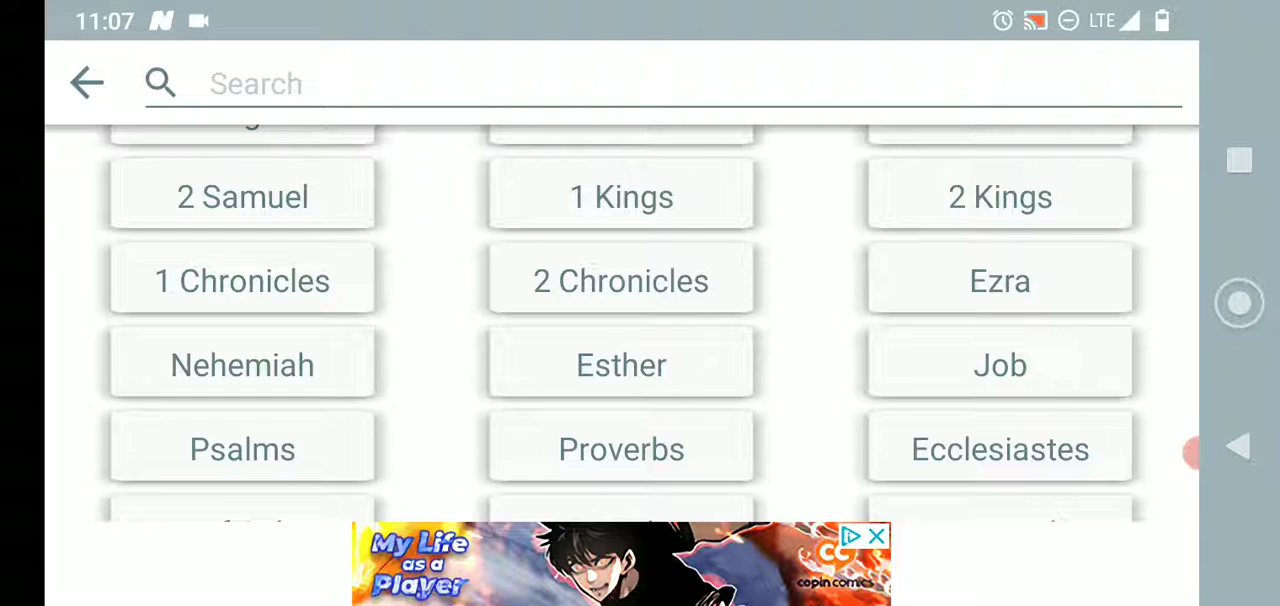 11:07 LTE
Search
2 Samuel 1 Kings 2 Kings
1 Chronicles 2 Chronicles Ezra
Nehemiah Esther Job
Psalms Proverbs Ecclesiastes
My Life
as a
Player
CG
copin comics